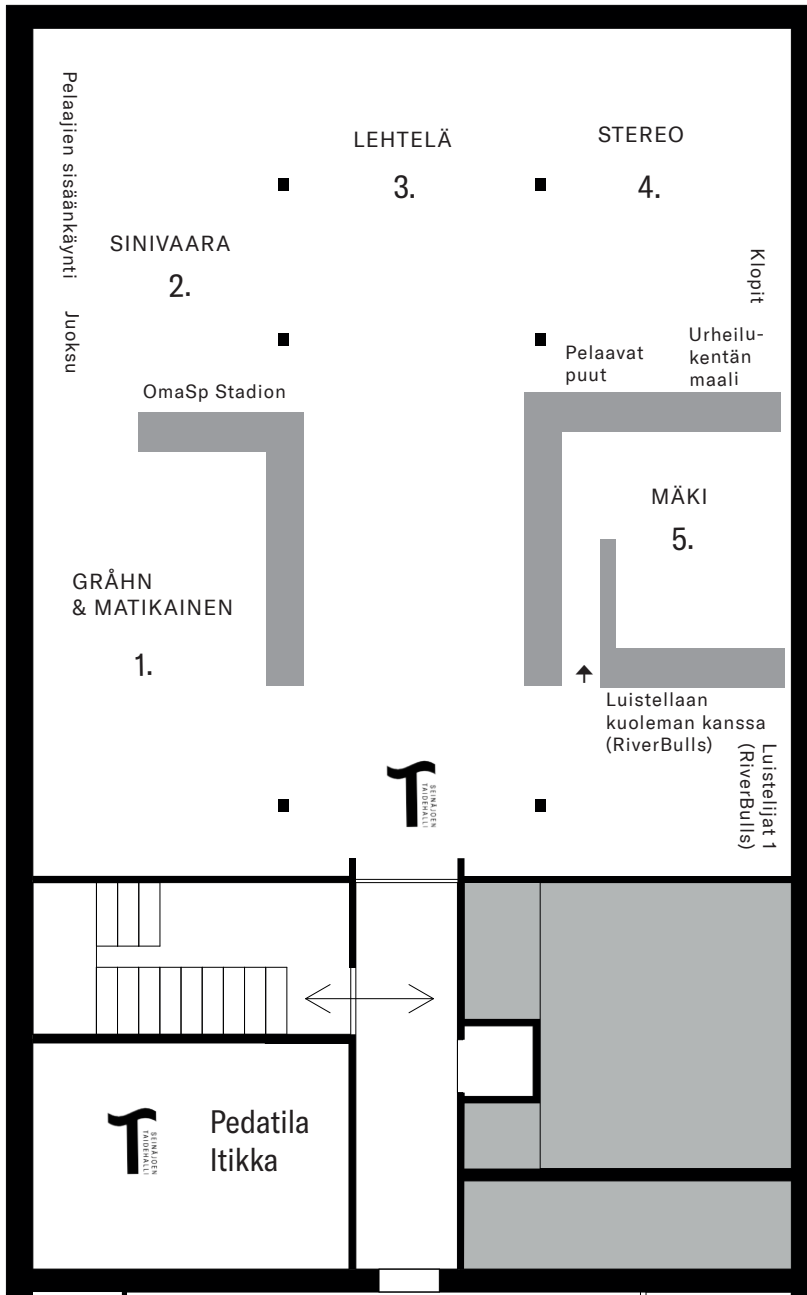 LEHTELÄ
3.
STEREO
4.
Pelaajien sisäänkäynti
Juoksu
SINIVAARA
2.
Klopit
OmaSp Stadion
Pelaavat
puut
Urheilu-
kentän
maali
MÄKI
5.
GRÅHN
& MATIKAINEN
1.
Luistellaan
kuoleman kanssa
(RiverBulls)
Luistelijat 1
(RiverBulls)
SEINÄJOEN
TAIDEHALLI
SEINÄJOEN
TAIDEHALLI
Pedatila
Itikka